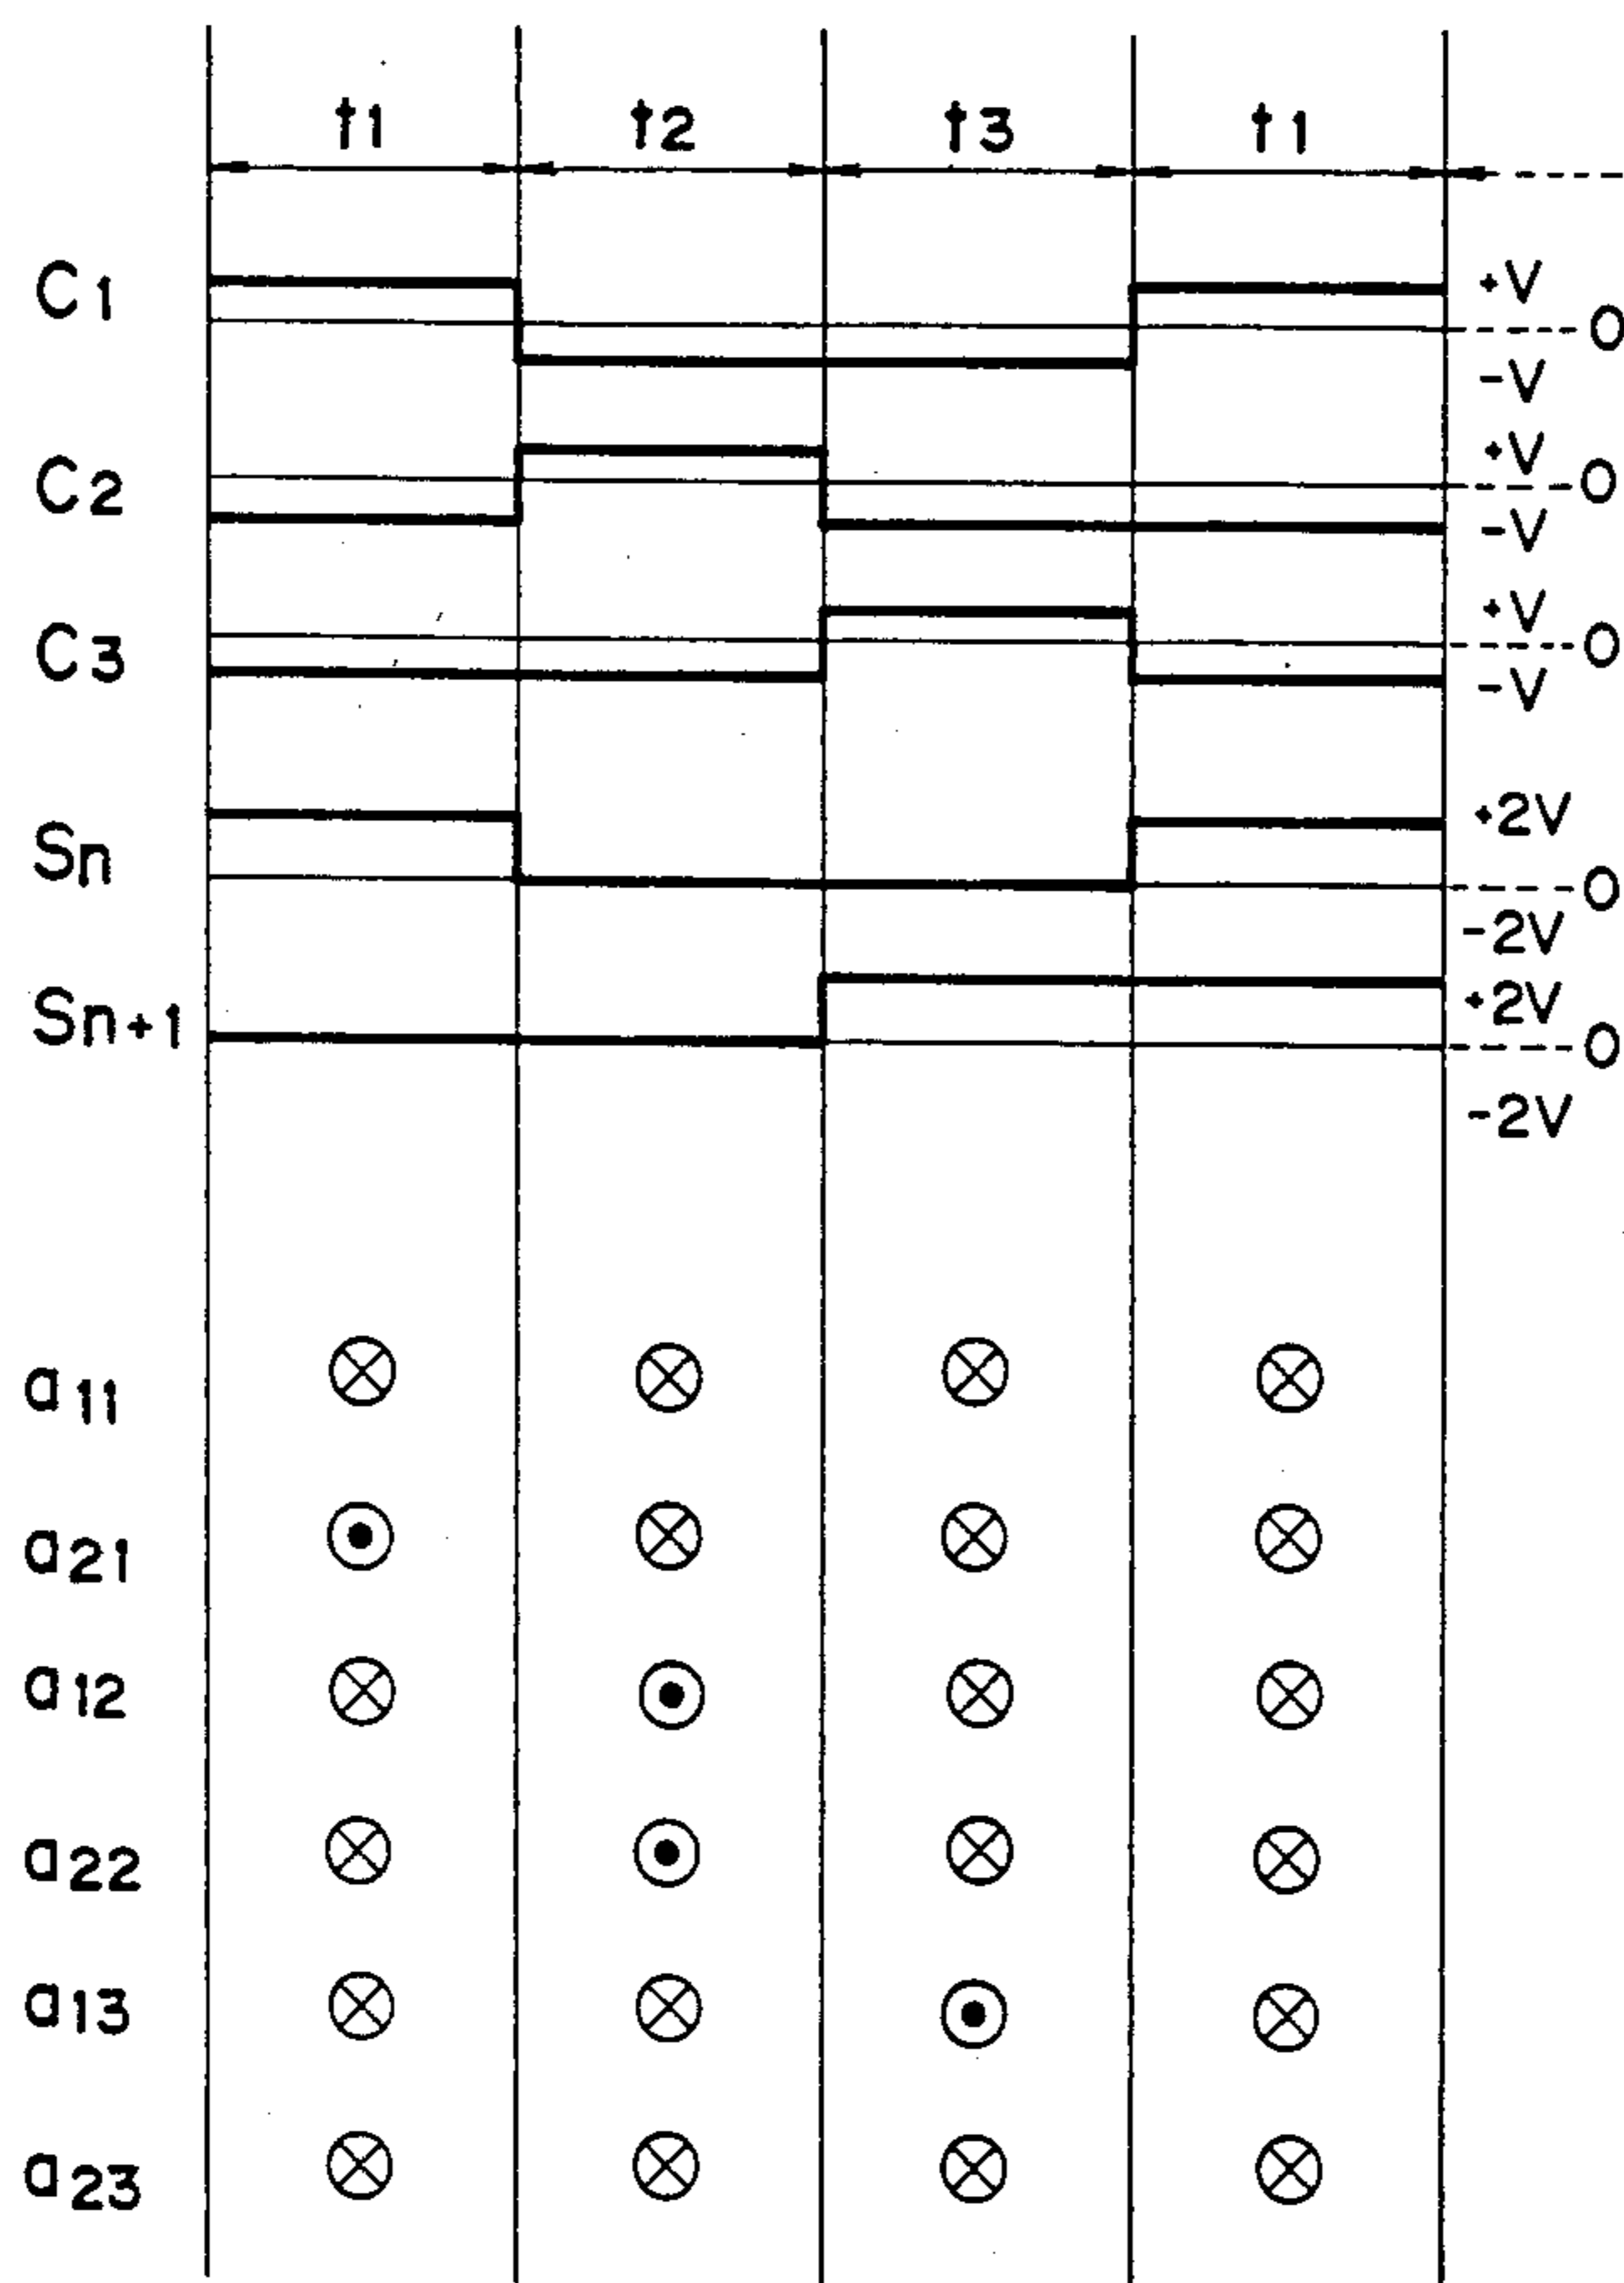 t1 t2 t3 t1
C1 +V
0
-V
C2 +V
0
-V
C3 +V
0
-V
Sn +2V
0
-2V
Sn+1 +2V
0
-2V
a11
a21
a12
a22
a13
a23